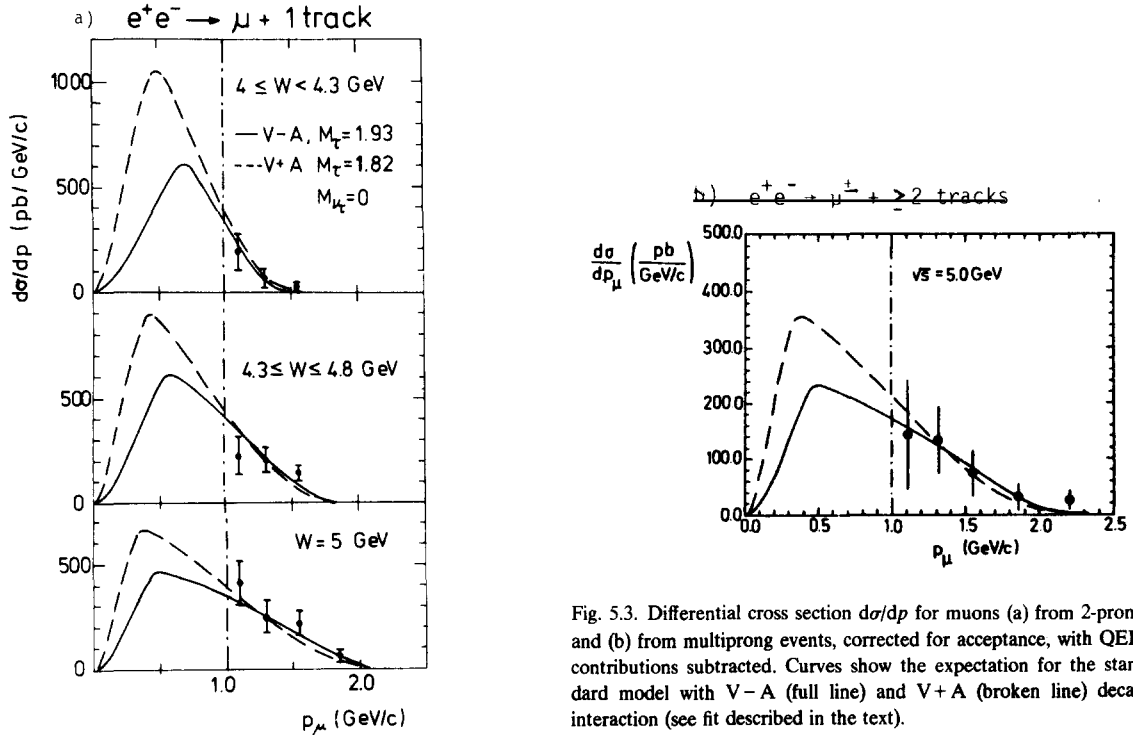 a) e⁺e⁻ → μ + 1 track
dσ/dp (pb/GeV/c)
1000
500
0
4 ≤ W < 4.3 GeV
— V−A, M_τ=1.93
--- V+A M_τ=1.82
M_ν_τ=0
500
0
4.3 ≤ W ≤ 4.8 GeV
500
0
W = 5 GeV
1.0 2.0
p_μ (GeV/c)
b) e⁺e⁻ → μ± + ≥2 tracks
dσ/dp_μ (pb/GeV/c)
500.0
400.0
300.0
200.0
100.0
0.0
√s = 5.0 GeV
0.0 0.5 1.0 1.5 2.0 2.5
p_μ (GeV/c)
Fig. 5.3. Differential cross section dσ/dp for muons (a) from 2-pron
and (b) from multiprong events, corrected for acceptance, with QE
contributions subtracted. Curves show the expectation for the stan-
dard model with V − A (full line) and V + A (broken line) deca
interaction (see fit described in the text).